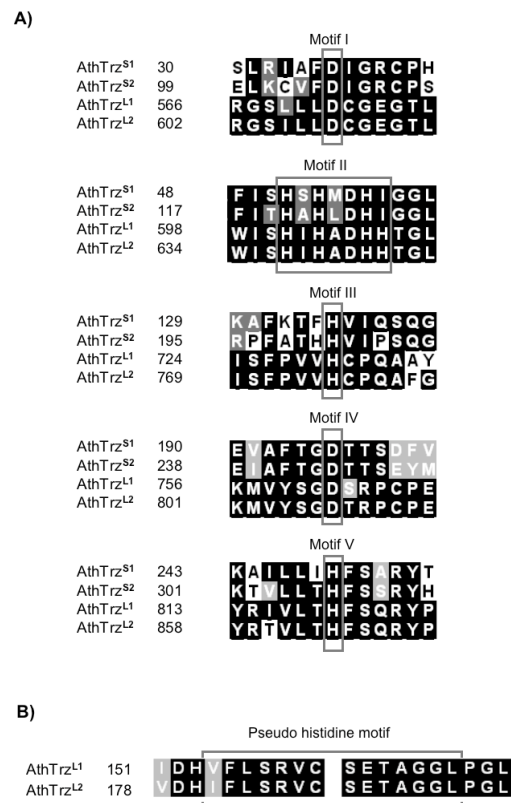 A)
Motif I
AthTrzS1 30 SLRIAFDIGRCPH
AthTrzS2 99 ELKCVFDIGRCPS
AthTrzL1 566 RGSLLLDCGEGTL
AthTrzL2 602 RGSILLDCGEGTL
Motif II
AthTrzS1 48 FISHSHMDHIGGL
AthTrzS2 117 FITHAHLDHIGGL
AthTrzL1 598 WISHIHADHHTGL
AthTrzL2 634 WISHIHADHHTGL
Motif III
AthTrzS1 129 KAFKTFHVIQSQG
AthTrzS2 195 RPFATHHVIPSQG
AthTrzL1 724 ISFPVVHCPQAAY
AthTrzL2 769 ISFPVVHCPQAFG
Motif IV
AthTrzS1 190 EVAFTGDTTSDFV
AthTrzS2 238 EIAFTGDTTSEYM
AthTrzL1 756 KMVYSGDSRPCPE
AthTrzL2 801 KMVYSGDTRPCPE
Motif V
AthTrzS1 243 KAILLIHFSARYT
AthTrzS2 301 KTVLLTHFSSRYH
AthTrzL1 813 YRIVLTHFSQRYP
AthTrzL2 858 YRTVLTHFSQRYP
B)
Pseudo histidine motif
AthTrzL1 151 IDHVFLSRVC SETAGGLPGL
AthTrzL2 178 VDHIFLSRVC SETAGGLPGL